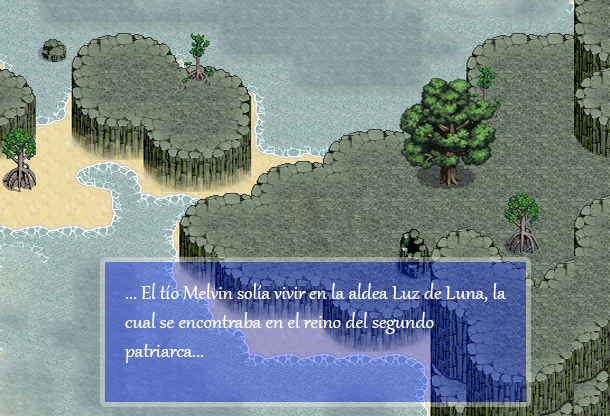 ... El tío Melvin solía vivir en la aldea Luz de Luna, la
cual se encontraba en el reino del segundo
patriarca...